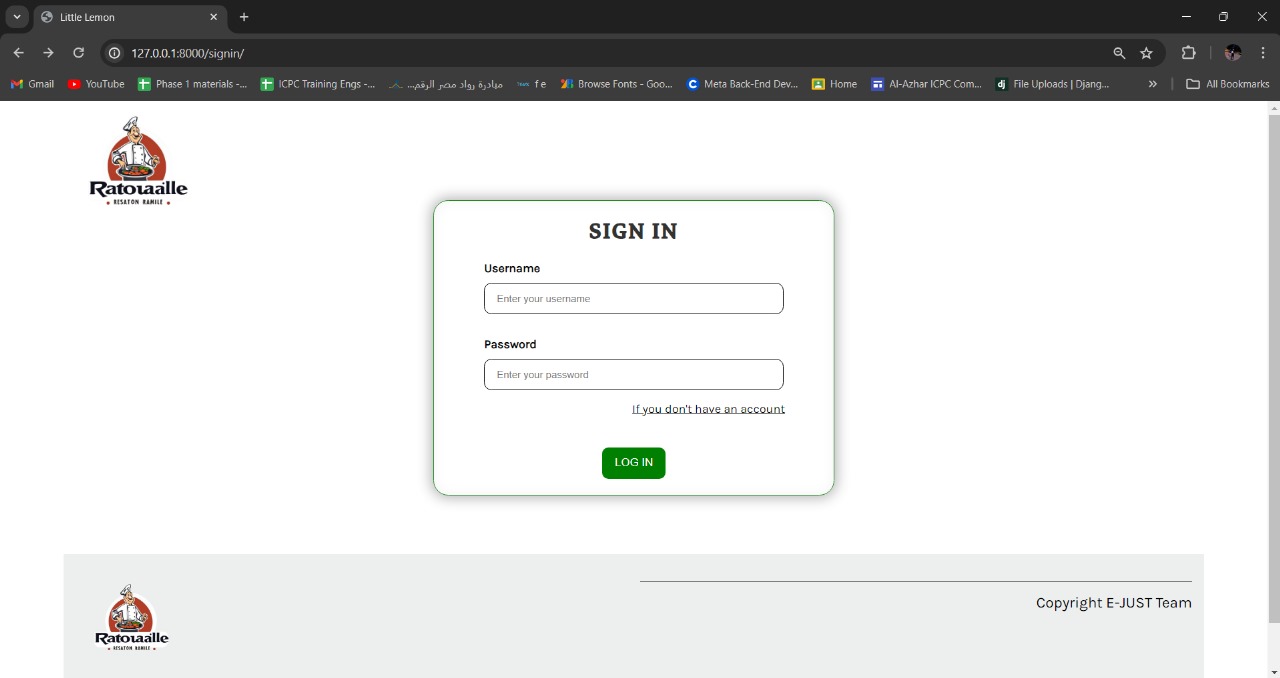 Little Lemon
127.0.0.1:8000/signin/
Gmail
YouTube
Phase 1 materials -...
ICPC Training Engs -...
مبادرة رواد مصر الرقم...
f e
Browse Fonts - Goo...
Meta Back-End Dev...
Home
Al-Azhar ICPC Com...
dj
File Uploads | Djang...
»
All Bookmarks
Ratouaille
RESATON RAMILE
SIGN IN
Username
Enter your username
Password
Enter your password
If you don't have an account
LOG IN
Copyright E-JUST Team
Ratouaille
RESATON RAMILE